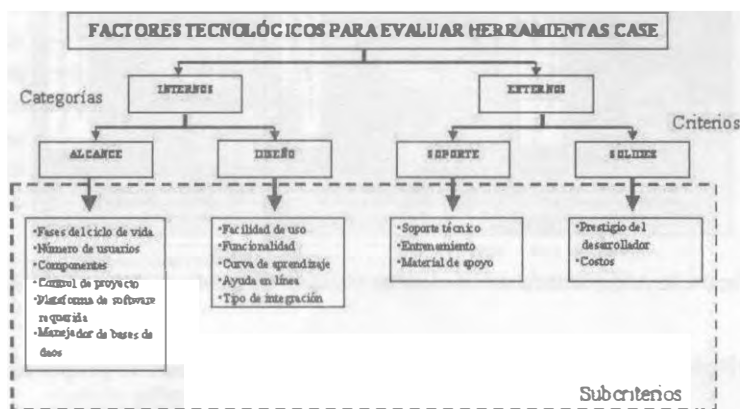 FACTORES TECNOLÓGICOS PARA EVALUAR HERRAMIENTAS CASE
Categorías
INTERNOS
EXTERNOS
Criterios
ALCANCE
DISEÑO
SOPORTE
SOLIDEZ
•Fases del ciclo de vida
•Número de usuarios
•Componentes
•Control de proyecto
•Plataforma de software
requerida
•Manejador de bases de
daos
•Facilidad de uso
•Funcionalidad
•Curva de aprendizaje
•Ayuda en línea
•Tipo de integración
•Soporte técnico
•Entrenamiento
•Material de apoyo
•Prestigio del
desarrollador
•Costos
Subcriterios